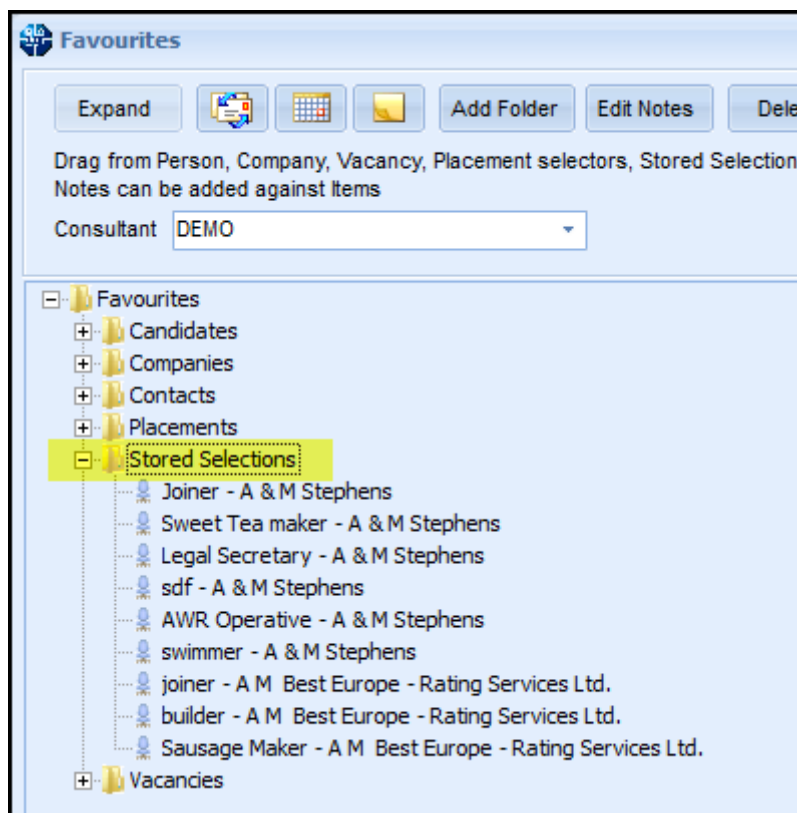 Favourites
Expand Add Folder Edit Notes Dele
Drag from Person, Company, Vacancy, Placement selectors, Stored Selection
Notes can be added against Items
Consultant DEMO
Favourites
Candidates
Companies
Contacts
Placements
Stored Selections
Joiner - A & M Stephens
Sweet Tea maker - A & M Stephens
Legal Secretary - A & M Stephens
sdf - A & M Stephens
AWR Operative - A & M Stephens
swimmer - A & M Stephens
joiner - A M Best Europe - Rating Services Ltd.
builder - A M Best Europe - Rating Services Ltd.
Sausage Maker - A M Best Europe - Rating Services Ltd.
Vacancies